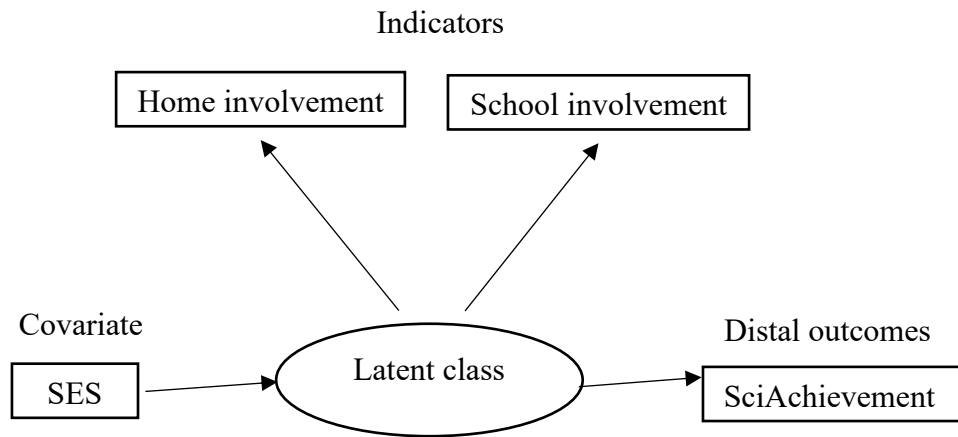 Indicators
Home involvement
School involvement
Covariate
SES
Latent class
Distal outcomes
SciAchievement